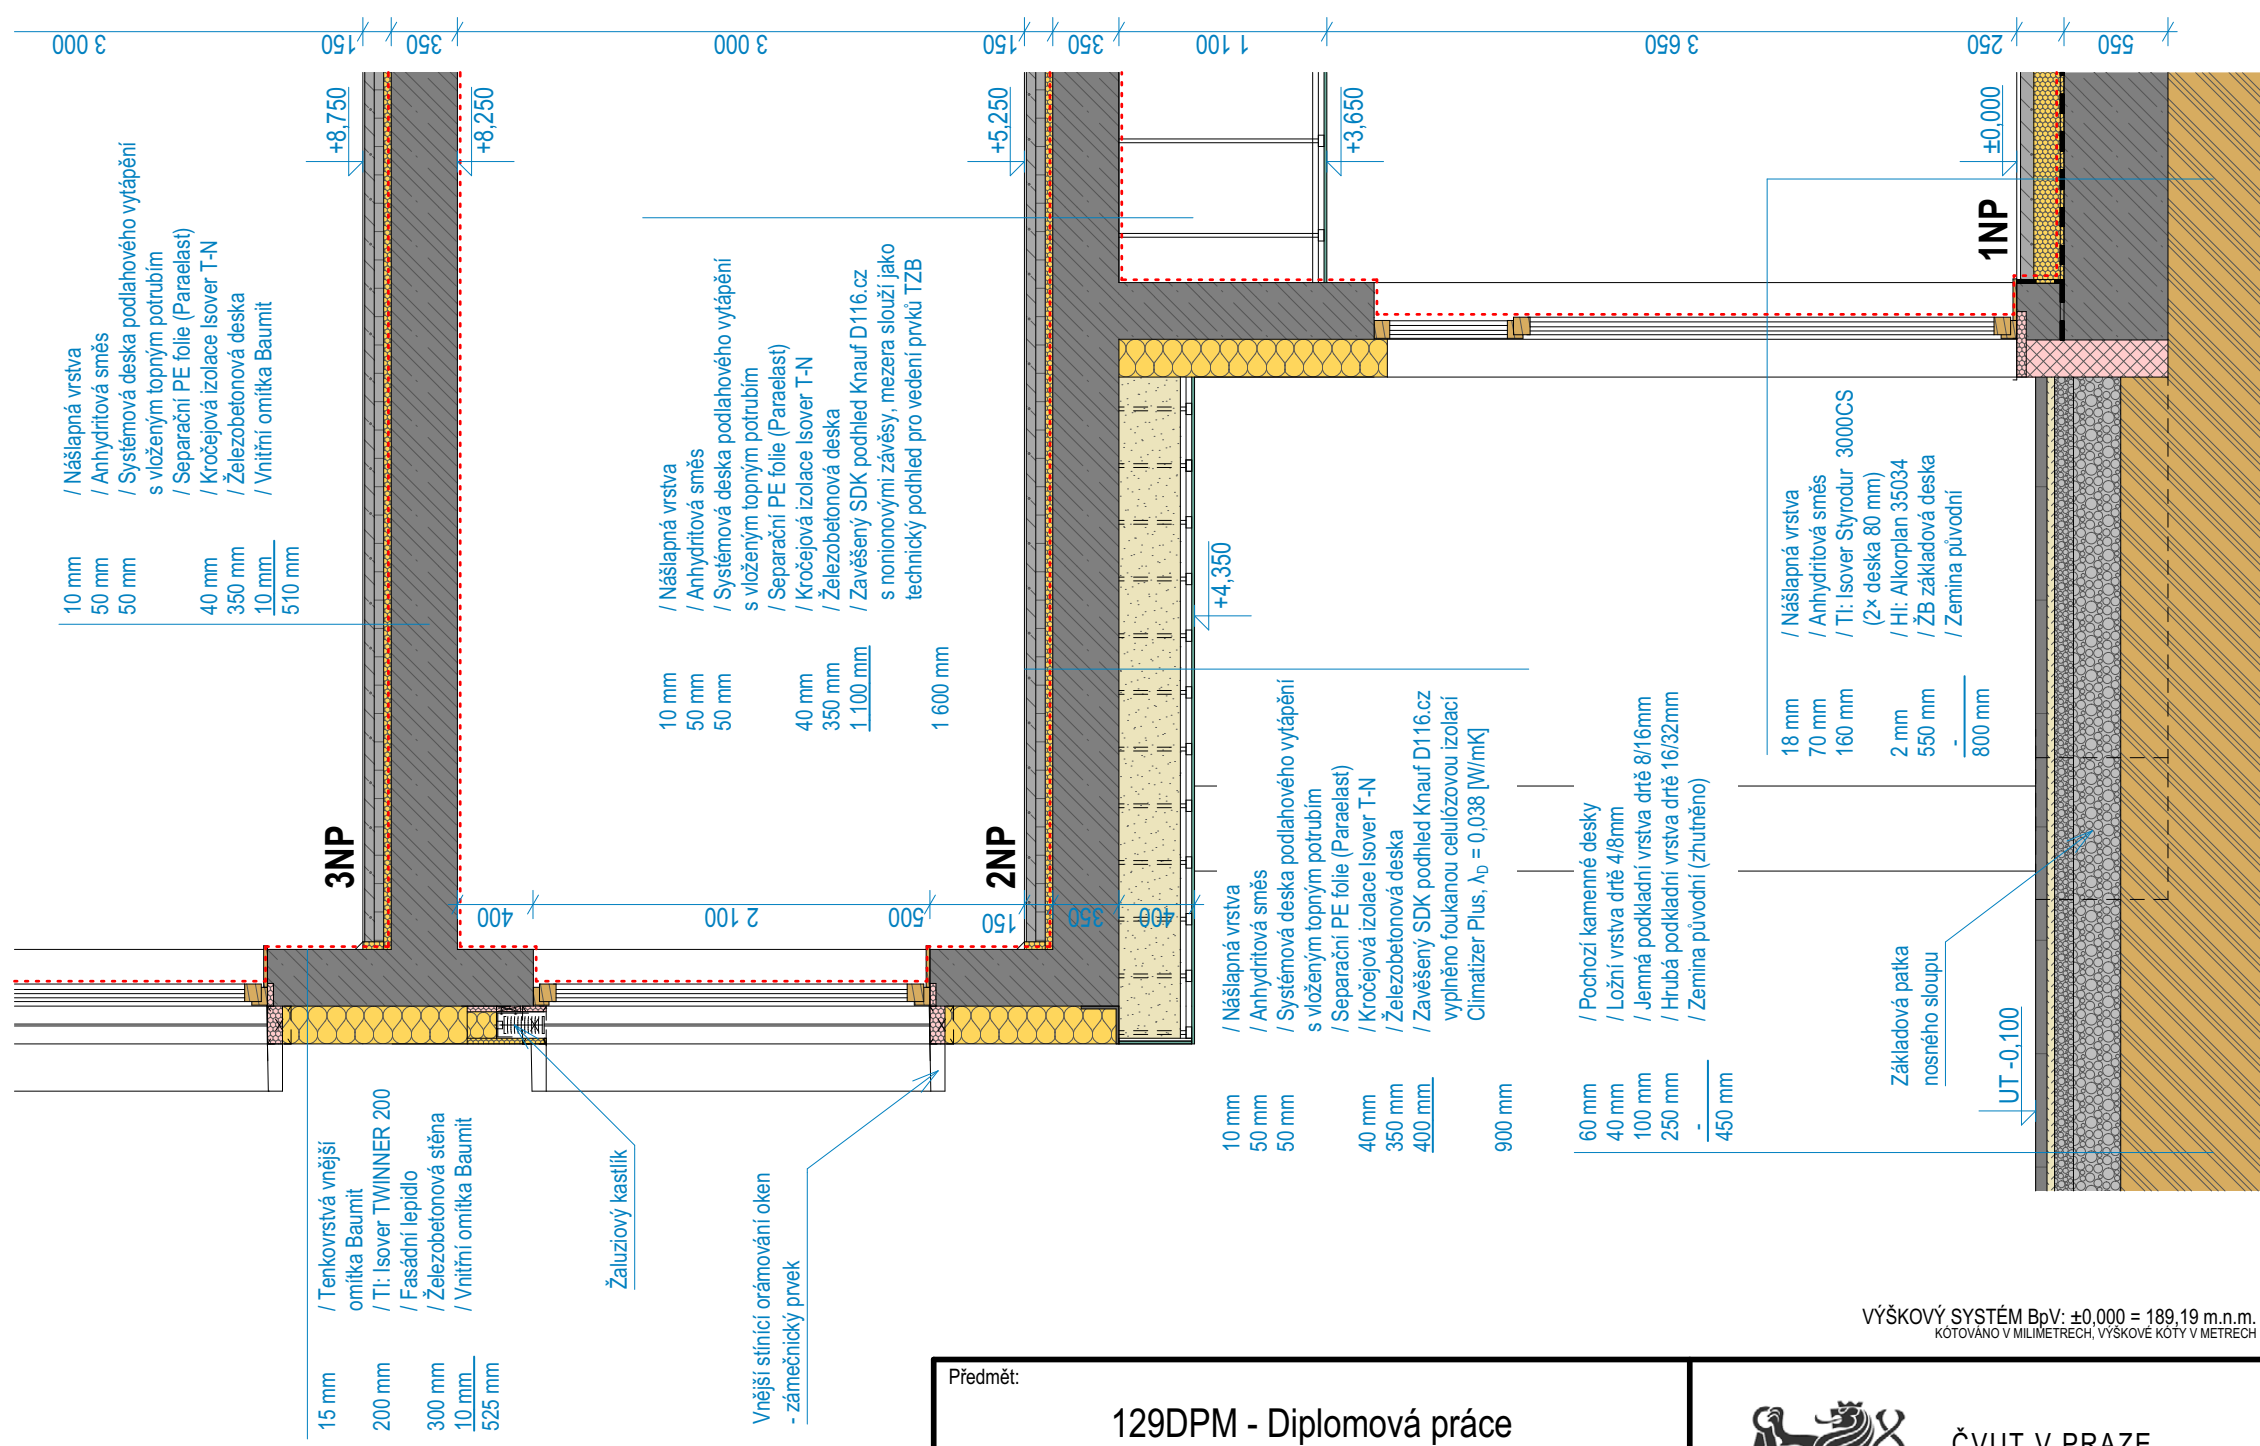 3 000
150
350
3 000
150
350
1 100
3 650
250
550
+8,750
+8,250
+5,250
+3,650
±0,000
10 mm / Nášlapná vrstva
50 mm / Anhydritová směs
50 mm / Systémová deska podlahového vytápění
s vloženým topným potrubím
/ Separační PE folie (Paraelast)
40 mm / Kročejová izolace Isover T-N
350 mm / Železobetonová deska
10 mm / Vnitřní omítka Baumit
510 mm
10 mm / Nášlapná vrstva
50 mm / Anhydritová směs
50 mm / Systémová deska podlahového vytápění
s vloženým topným potrubím
/ Separační PE folie (Paraelast)
40 mm / Kročejová izolace Isover T-N
350 mm / Železobetonová deska
1 100 mm / Zavěšený SDK podhled Knauf D116.cz
s nonionovými závěsy, mezera slouží jako
technický podhled pro vedení prvků TZB
1 600 mm
3NP
2NP
1NP
400
2 100
500
150
350
400
+4,350
10 mm / Nášlapná vrstva
50 mm / Anhydritová směs
50 mm / Systémová deska podlahového vytápění
s vloženým topným potrubím
/ Separační PE folie (Paraelast)
40 mm / Kročejová izolace Isover T-N
350 mm / Železobetonová deska
400 mm / Zavěšený SDK podhled Knauf D116.cz
vyplněno foukanou celulózovou izolací
Climatizer Plus, λD = 0,038 [W/mK]
900 mm
18 mm / Nášlapná vrstva
70 mm / Anhydritová směs
160 mm / TI: Isover Styrodur 3000CS
(2× deska 80 mm)
2 mm / HI: Alkorplan 35034
550 mm / ŽB základová deska
- / Zemina původní
800 mm
60 mm / Pochozí kamenné desky
40 mm / Ložní vrstva drtě 4/8mm
100 mm / Jemná podkladní vrstva drtě 8/16mm
250 mm / Hrubá podkladní vrstva drtě 16/32mm
- / Zemina původní (zhutněno)
450 mm
Základová patka
nosného sloupu
UT -0,100
15 mm / Tenkovrstvá vnější
omítka Baumit
200 mm / TI: Isover TWINNER 200
/ Fasádní lepidlo
300 mm / Železobetonová stěna
10 mm / Vnitřní omítka Baumit
525 mm
Žaluziový kastlík
Vnější stínící orámování oken
- zámečnický prvek
VÝŠKOVÝ SYSTÉM BpV: ±0,000 = 189,19 m.n.m.
KÓTOVÁNO V MILIMETRECH, VÝŠKOVÉ KÓTY V METRECH
Předmět:
129DPM - Diplomová práce
ČVUT V PRAZE